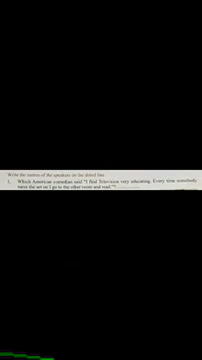 Write the names of the speakers on the dotted line
1. Which American comedian said "I find Television very educating. Every time somebody
turns the set on I go to the other room and read."? ..............